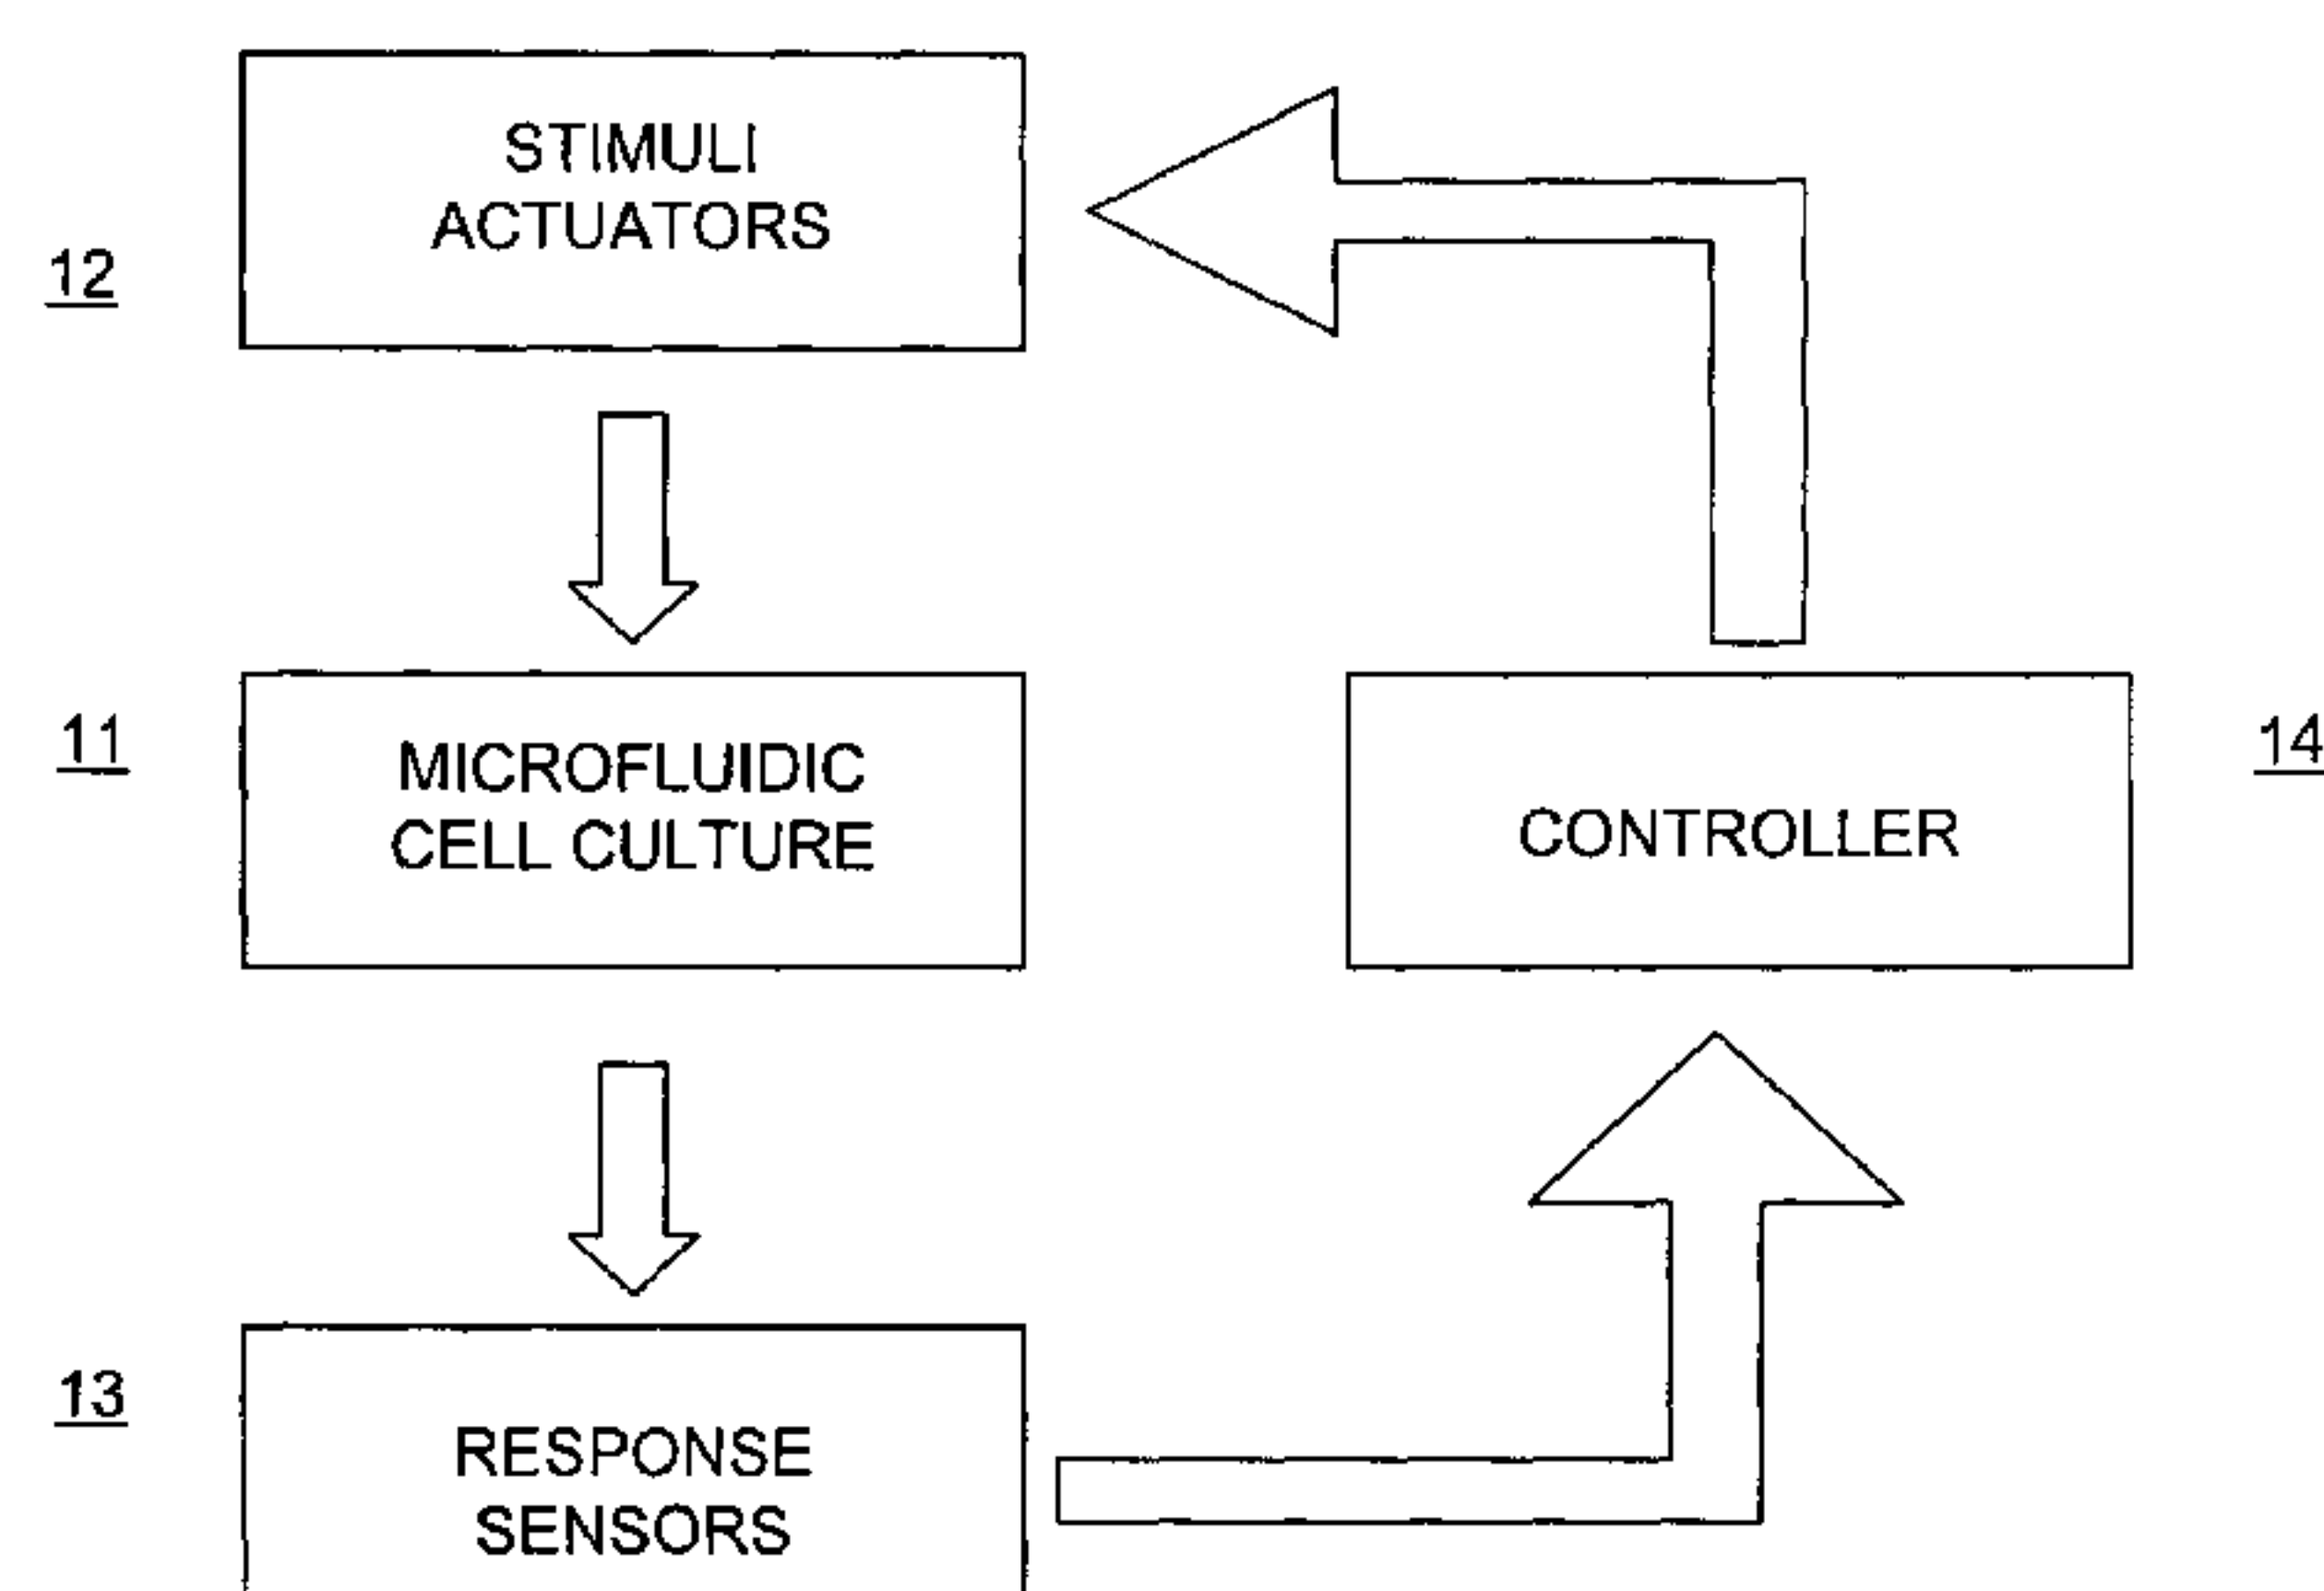 STIMULI
ACTUATORS
12
11
MICROFLUIDIC
CELL CULTURE
CONTROLLER
14
13
RESPONSE
SENSORS